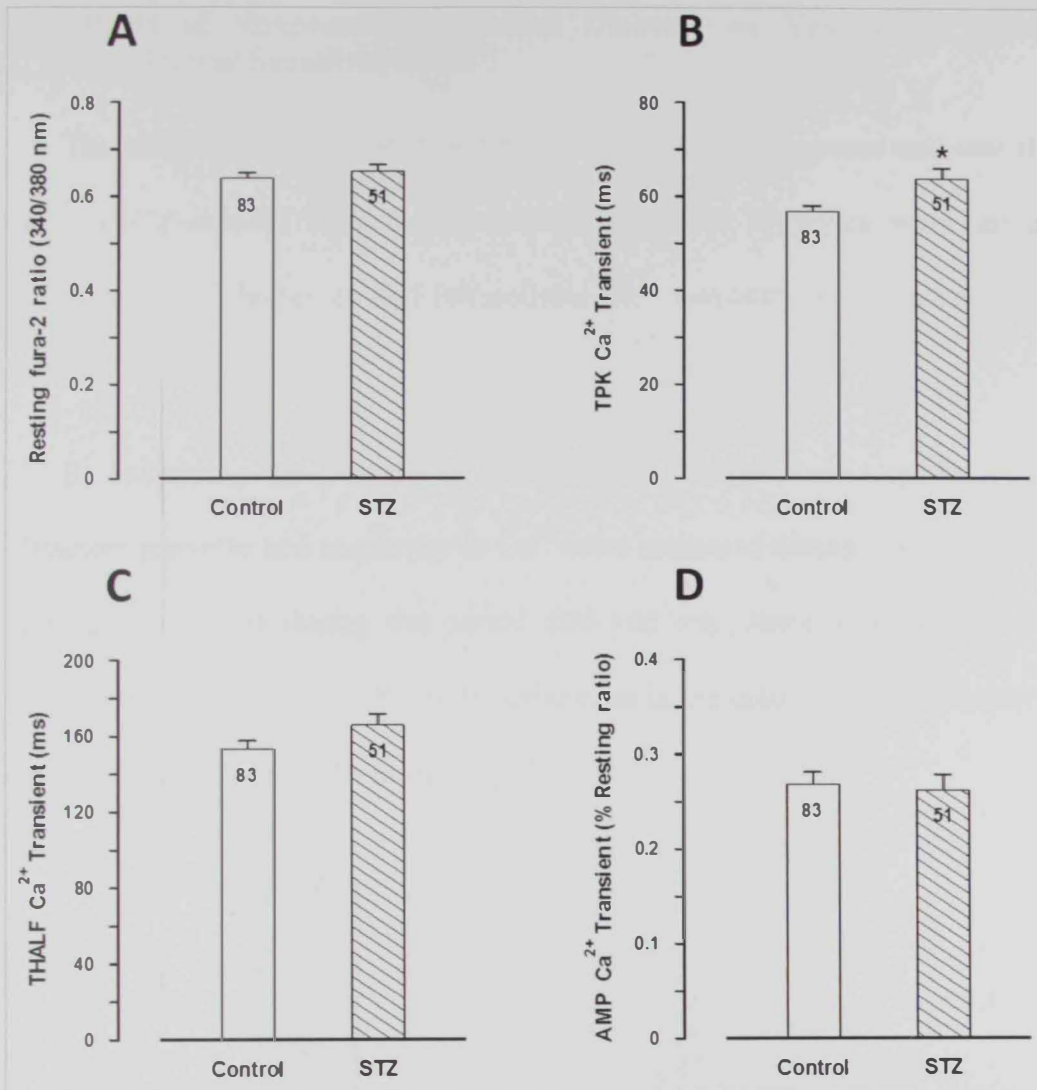 A
Resting fura-2 ratio (340/380 nm)
0.8
0.6
0.4
0.2
0
83
51
Control
STZ
B
TPK Ca2+ Transient (ms)
80
60
40
20
0
83
*
51
Control
STZ
C
THALF Ca2+ Transient (ms)
200
160
120
80
40
0
83
51
Control
STZ
D
AMP Ca2+ Transient (% Resting ratio)
0.4
0.3
0.2
0.1
0
83
51
Control
STZ